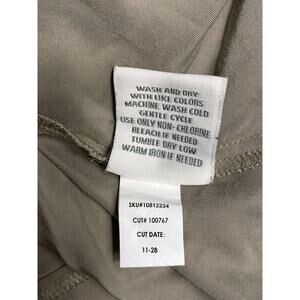 WASH AND DRY
WITH LIKE COLORS
MACHINE WASH COLD
GENTLE CYCLE
USE ONLY NON- CHLORINE
BLEACH IF NEEDED
TUMBLE DRY LOW
WARM IRON IF NEEDED
SKU#10812234
CUT# 100767
CUT DATE:
11-28